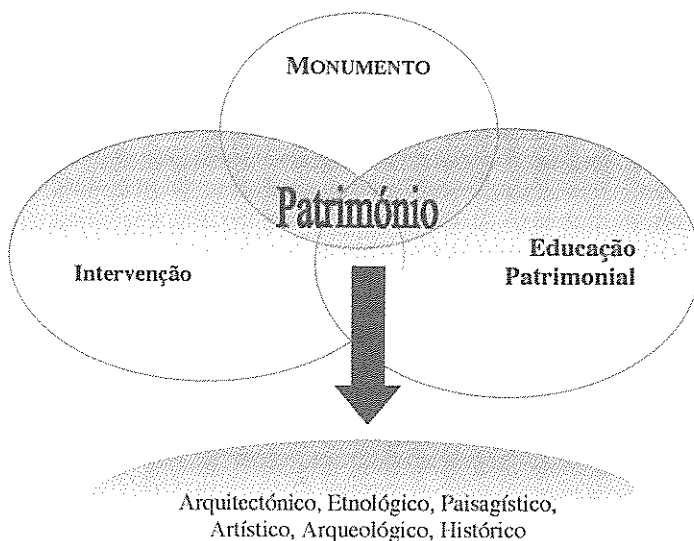 MONUMENTO
Património
Intervenção
Educação
Patrimonial
Arquitectónico, Etnológico, Paisagístico,
Artístico, Arqueológico, Histórico